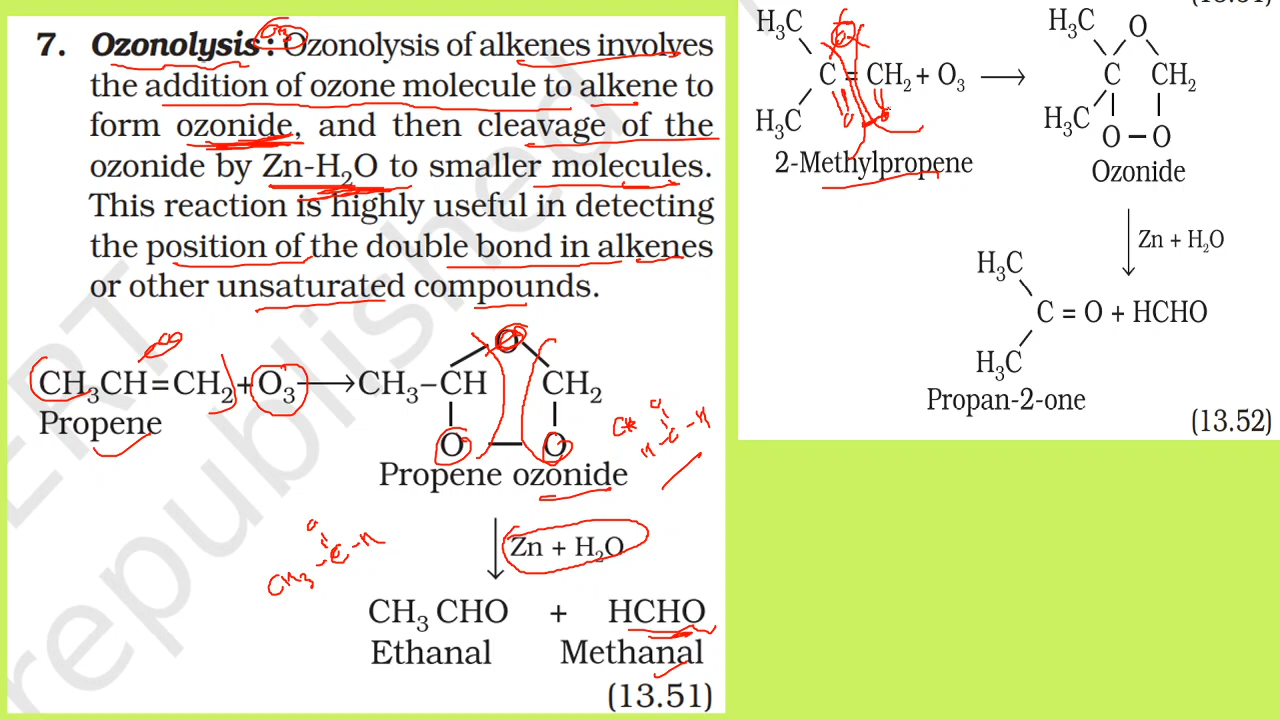 7. Ozonolysis : Ozonolysis of alkenes involves
the addition of ozone molecule to alkene to
form ozonide, and then cleavage of the
ozonide by Zn-H₂O to smaller molecules.
This reaction is highly useful in detecting
the position of the double bond in alkenes
or other unsaturated compounds.
CH₃CH=CH₂+O₃⟶CH₃–CH CH₂
O
Propene
O – O
Propene ozonide
Zn + H₂O
CH₃ – C – H
O
H – C – H
O
CH₃ CHO + HCHO
Ethanal Methanal
(13.51)
republished
H₃C
C = CH₂ + O₃ ⟶
H₃C
2-Methylpropene
H₃C O
C CH₂
H₃C
O – O
Ozonide
Zn + H₂O
H₃C
C = O + HCHO
H₃C
Propan-2-one
(13.52)